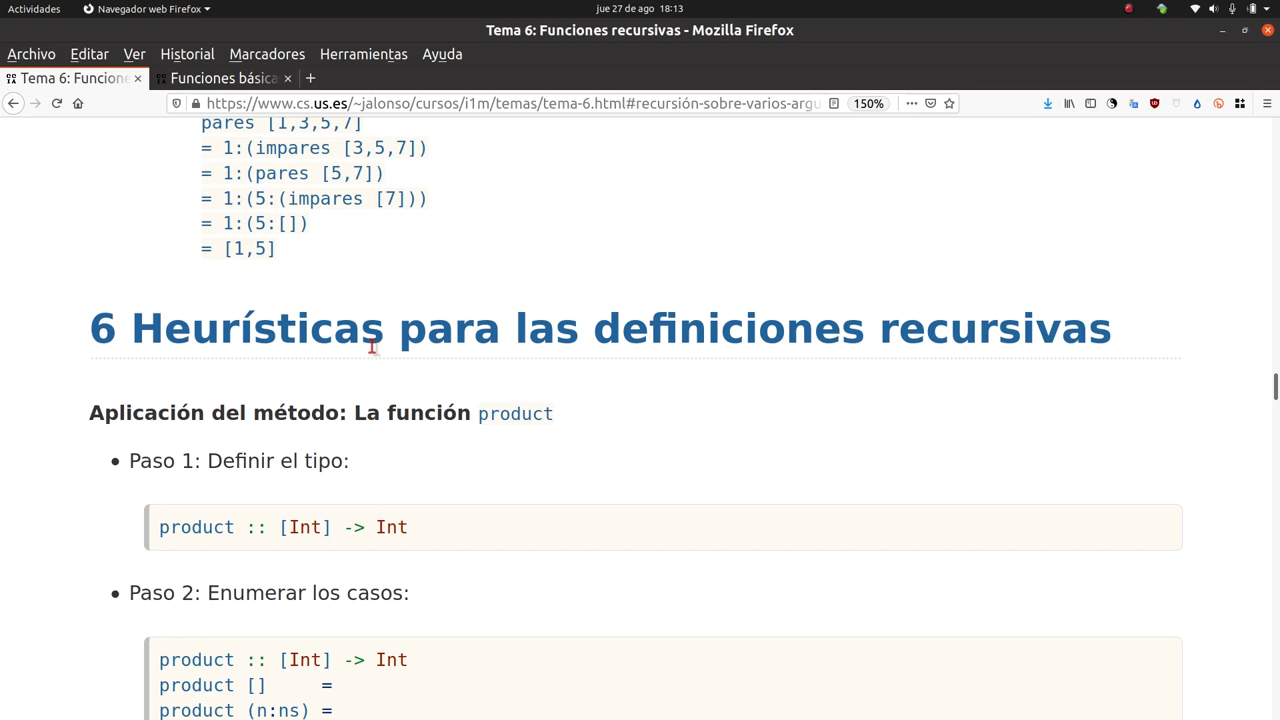 Actividades
Navegador web Firefox
jue 27 de ago  18:13
Tema 6: Funciones recursivas - Mozilla Firefox
Archivo Editar Ver Historial Marcadores Herramientas Ayuda
Tema 6: Funcione
Funciones básica
https://www.cs.us.es/~jalonso/cursos/i1m/temas/tema-6.html#recursión-sobre-varios-argu
150%
pares [1,3,5,7]
= 1:(impares [3,5,7])
= 1:(pares [5,7])
= 1:(5:(impares [7]))
= 1:(5:[])
= [1,5]
6 Heurísticas para las definiciones recursivas
Aplicación del método: La función product
• Paso 1: Definir el tipo:
product :: [Int] -> Int
• Paso 2: Enumerar los casos:
product :: [Int] -> Int
product []     =
product (n:ns) =